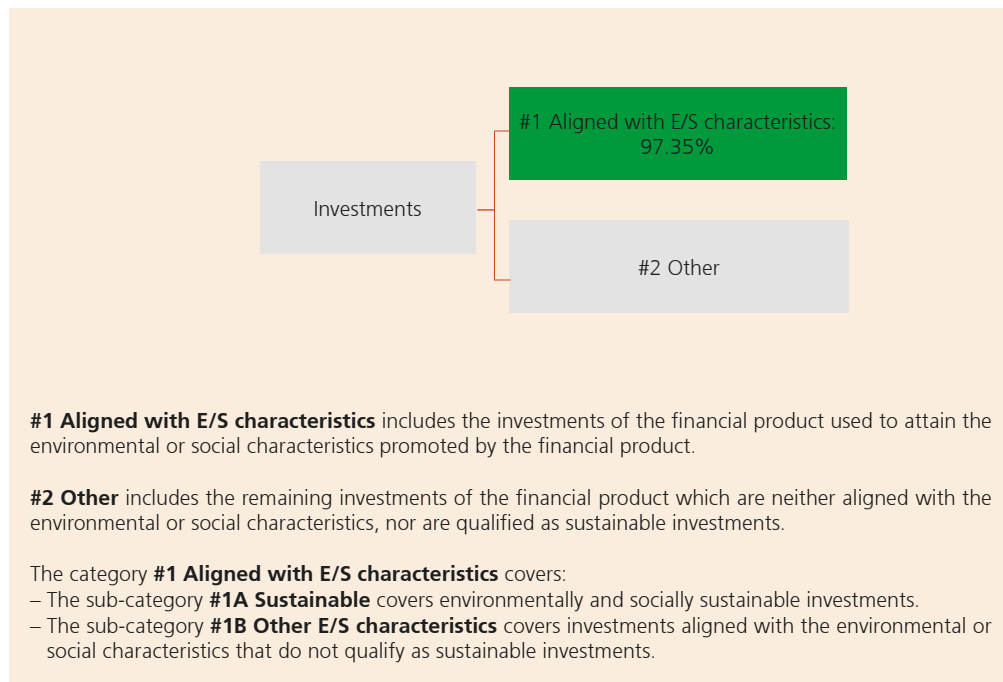 #1 Aligned with E/S characteristics:
97.35%
Investments
#2 Other
#1 Aligned with E/S characteristics includes the investments of the financial product used to attain the
environmental or social characteristics promoted by the financial product.
#2 Other includes the remaining investments of the financial product which are neither aligned with the
environmental or social characteristics, nor are qualified as sustainable investments.
The category #1 Aligned with E/S characteristics covers:
– The sub-category #1A Sustainable covers environmentally and socially sustainable investments.
– The sub-category #1B Other E/S characteristics covers investments aligned with the environmental or
social characteristics that do not qualify as sustainable investments.